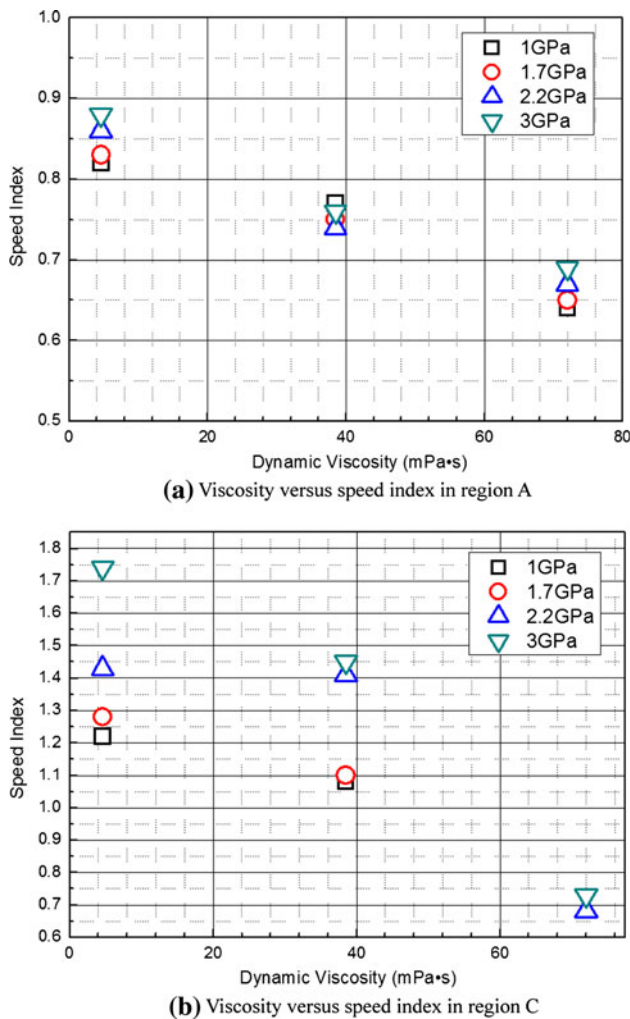 1GPa
1.7GPa
2.2GPa
3GPa
1.0
0.9
0.8
0.7
0.6
0.5
Speed Index
0 20 40 60 80
Dynamic Viscosity (mPa•s)
(a) Viscosity versus speed index in region A
1GPa
1.7GPa
2.2GPa
3GPa
1.8
1.7
1.6
1.5
1.4
1.3
1.2
1.1
1.0
0.9
0.8
0.7
0.6
Speed Index
0 20 40 60
Dynamic Viscosity (mPa•s)
(b) Viscosity versus speed index in region C